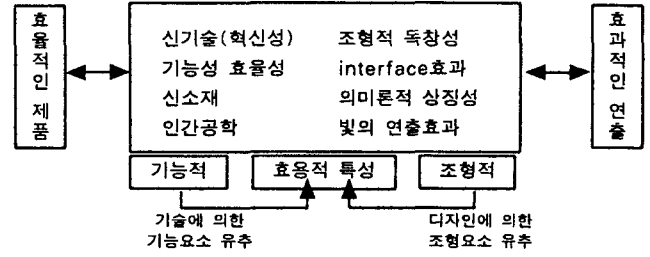 효율적인 제품
신기술(혁신성) 조형적 독창성
기능성 효율성 interface효과
신소재 의미론적 상징성
인간공학 빛의 연출효과
효과적인 연출
기능적 효용적 특성 조형적
기술에 의한 디자인에 의한
기능요소 유추 조형요소 유추